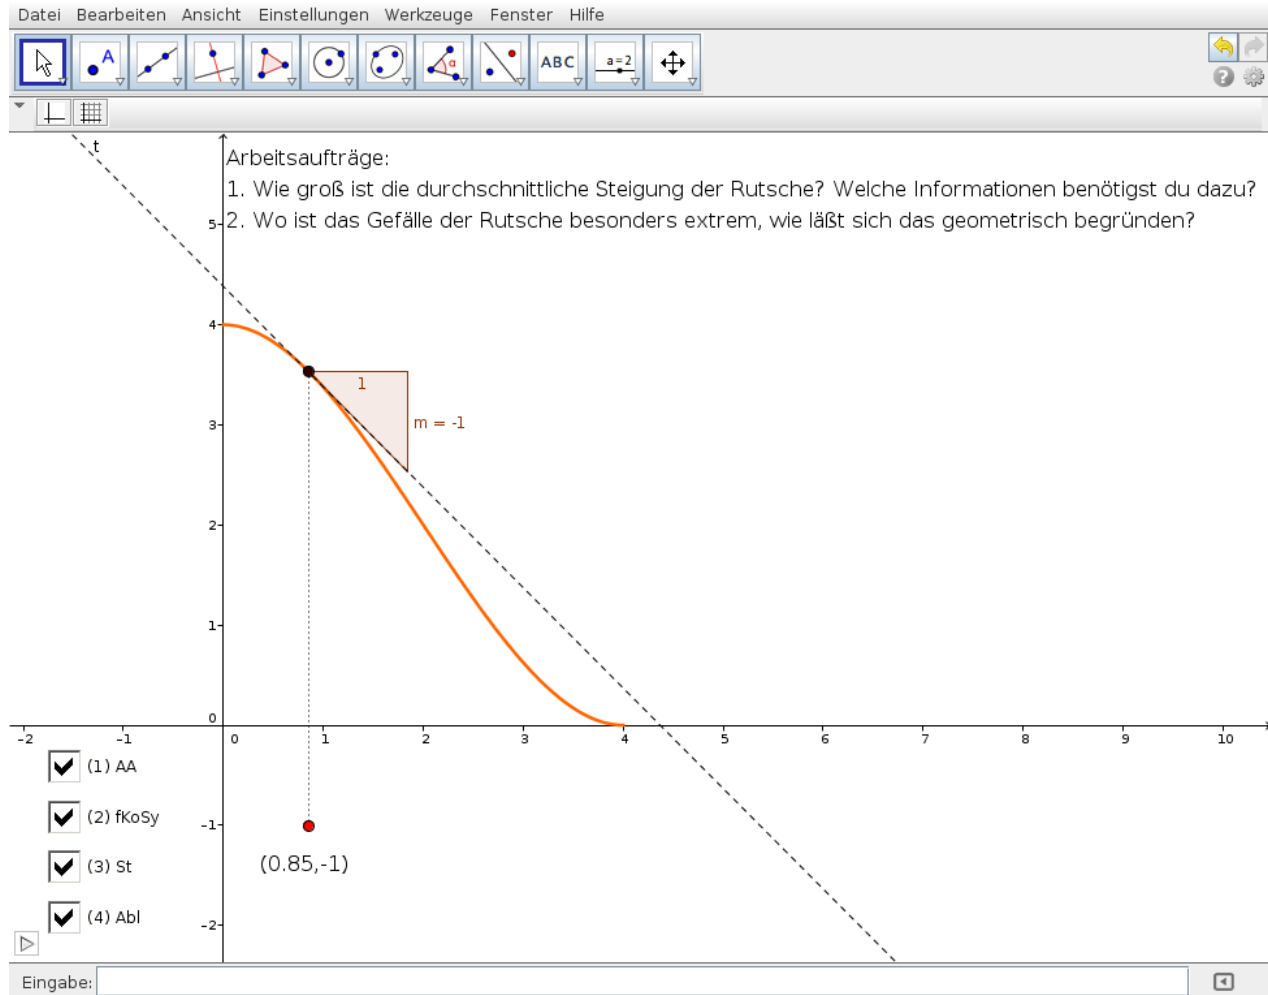 Datei Bearbeiten Ansicht Einstellungen Werkzeuge Fenster Hilfe
A α ABC a=2
t
Arbeitsaufträge:
1. Wie groß ist die durchschnittliche Steigung der Rutsche? Welche Informationen benötigst du dazu?
2. Wo ist das Gefälle der Rutsche besonders extrem, wie läßt sich das geometrisch begründen?
5
4
1
m = -1
3
2
1
0
-2 -1 0 1 2 3 4 5 6 7 8 9 10
(1) AA
(2) fKoSy
-1
(0.85,-1)
(3) St
(4) Abl
-2
Eingabe: